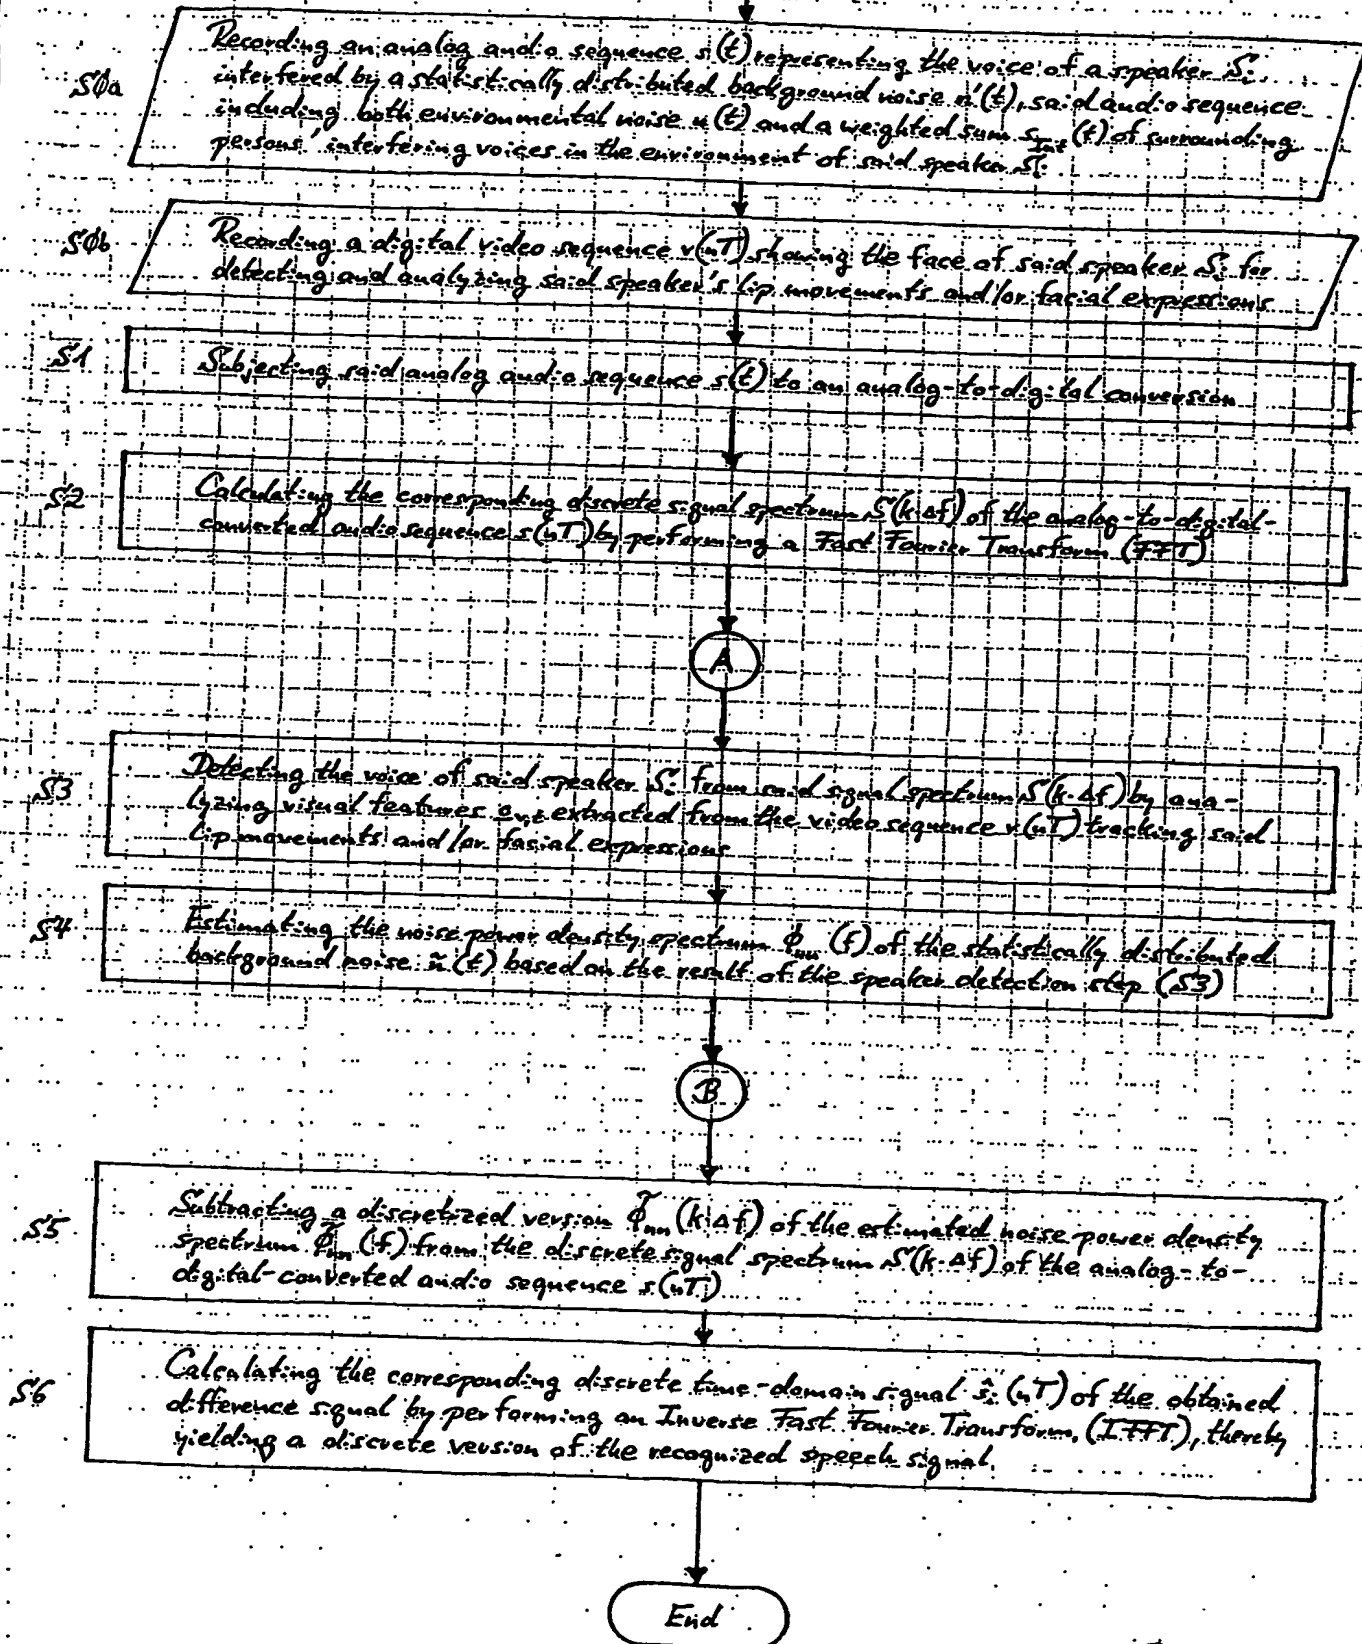 SØa
Recording an analog audio sequence s(t) representing the voice of a speaker Sᵢ
interfered by a statistically distributed background noise n'(t), said audio sequence
including both environmental noise n(t) and a weighted sum s_Int(t) of surrounding
persons' interfering voices in the environment of said speaker Sᵢ
SØb
Recording a digital video sequence v(nT) showing the face of said speaker Sᵢ for
detecting and analyzing said speaker's lip movements and/or facial expressions
S1
Subjecting said analog audio sequence s(t) to an analog-to-digital conversion
S2
Calculating the corresponding discrete signal spectrum S(k·Δf) of the analog-to-digital-
converted audio sequence s(nT) by performing a Fast Fourier Transform (FFT)
A
S3
Detecting the voice of said speaker Sᵢ from said signal spectrum S(k·Δf) by ana-
lyzing visual features o_v,t extracted from the video sequence v(nT) tracking said
lip movements and/or facial expressions
S4
Estimating the noise power density spectrum Φ_nn(f) of the statistically distributed
background noise ñ(t) based on the result of the speaker detection step (S3)
B
S5
Subtracting a discretized version Φ̃_nn(k·Δf) of the estimated noise power density
spectrum Φ̃_nn(f) from the discrete signal spectrum S(k·Δf) of the analog-to-
digital-converted audio sequence s(nT)
S6
Calculating the corresponding discrete time-domain signal ŝᵢ(nT) of the obtained
difference signal by performing an Inverse Fast Fourier Transform (IFFT), thereby
yielding a discrete version of the recognized speech signal.
End